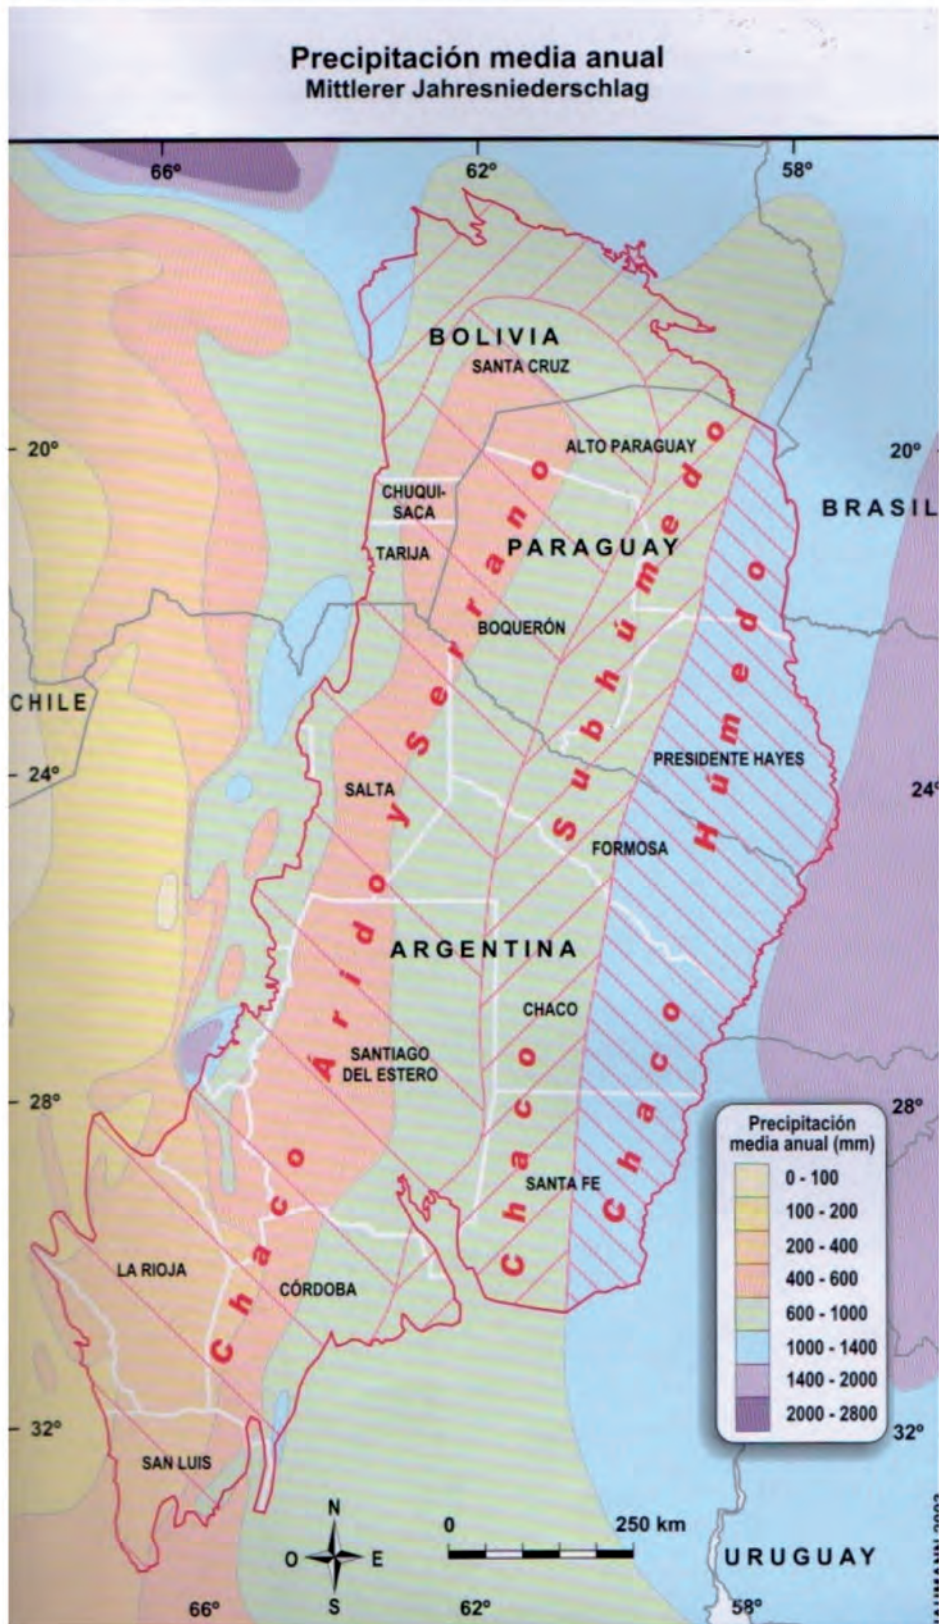 Precipitación media anual
Mittlerer Jahresniederschlag
66º
62º
58º
BOLIVIA
SANTA CRUZ
20º
ALTO PARAGUAY
20º
CHUQUI-
SACA
BRASIL
TARIJA
PARAGUAY
BOQUERÓN
CHILE
PRESIDENTE HAYES
24º
24º
SALTA
FORMOSA
ARGENTINA
CHACO
SANTIAGO
DEL ESTERO
28º
28º
SANTA FE
LA RIOJA
CÓRDOBA
Chaco Árido y Serrano
Chaco Subhúmedo
Chaco Húmedo
Precipitación
media anual (mm)
0 - 100
100 - 200
200 - 400
400 - 600
600 - 1000
1000 - 1400
1400 - 2000
2000 - 2800
32º
32º
SAN LUIS
N
O
E
S
0
250 km
URUGUAY
66º
62º
58º